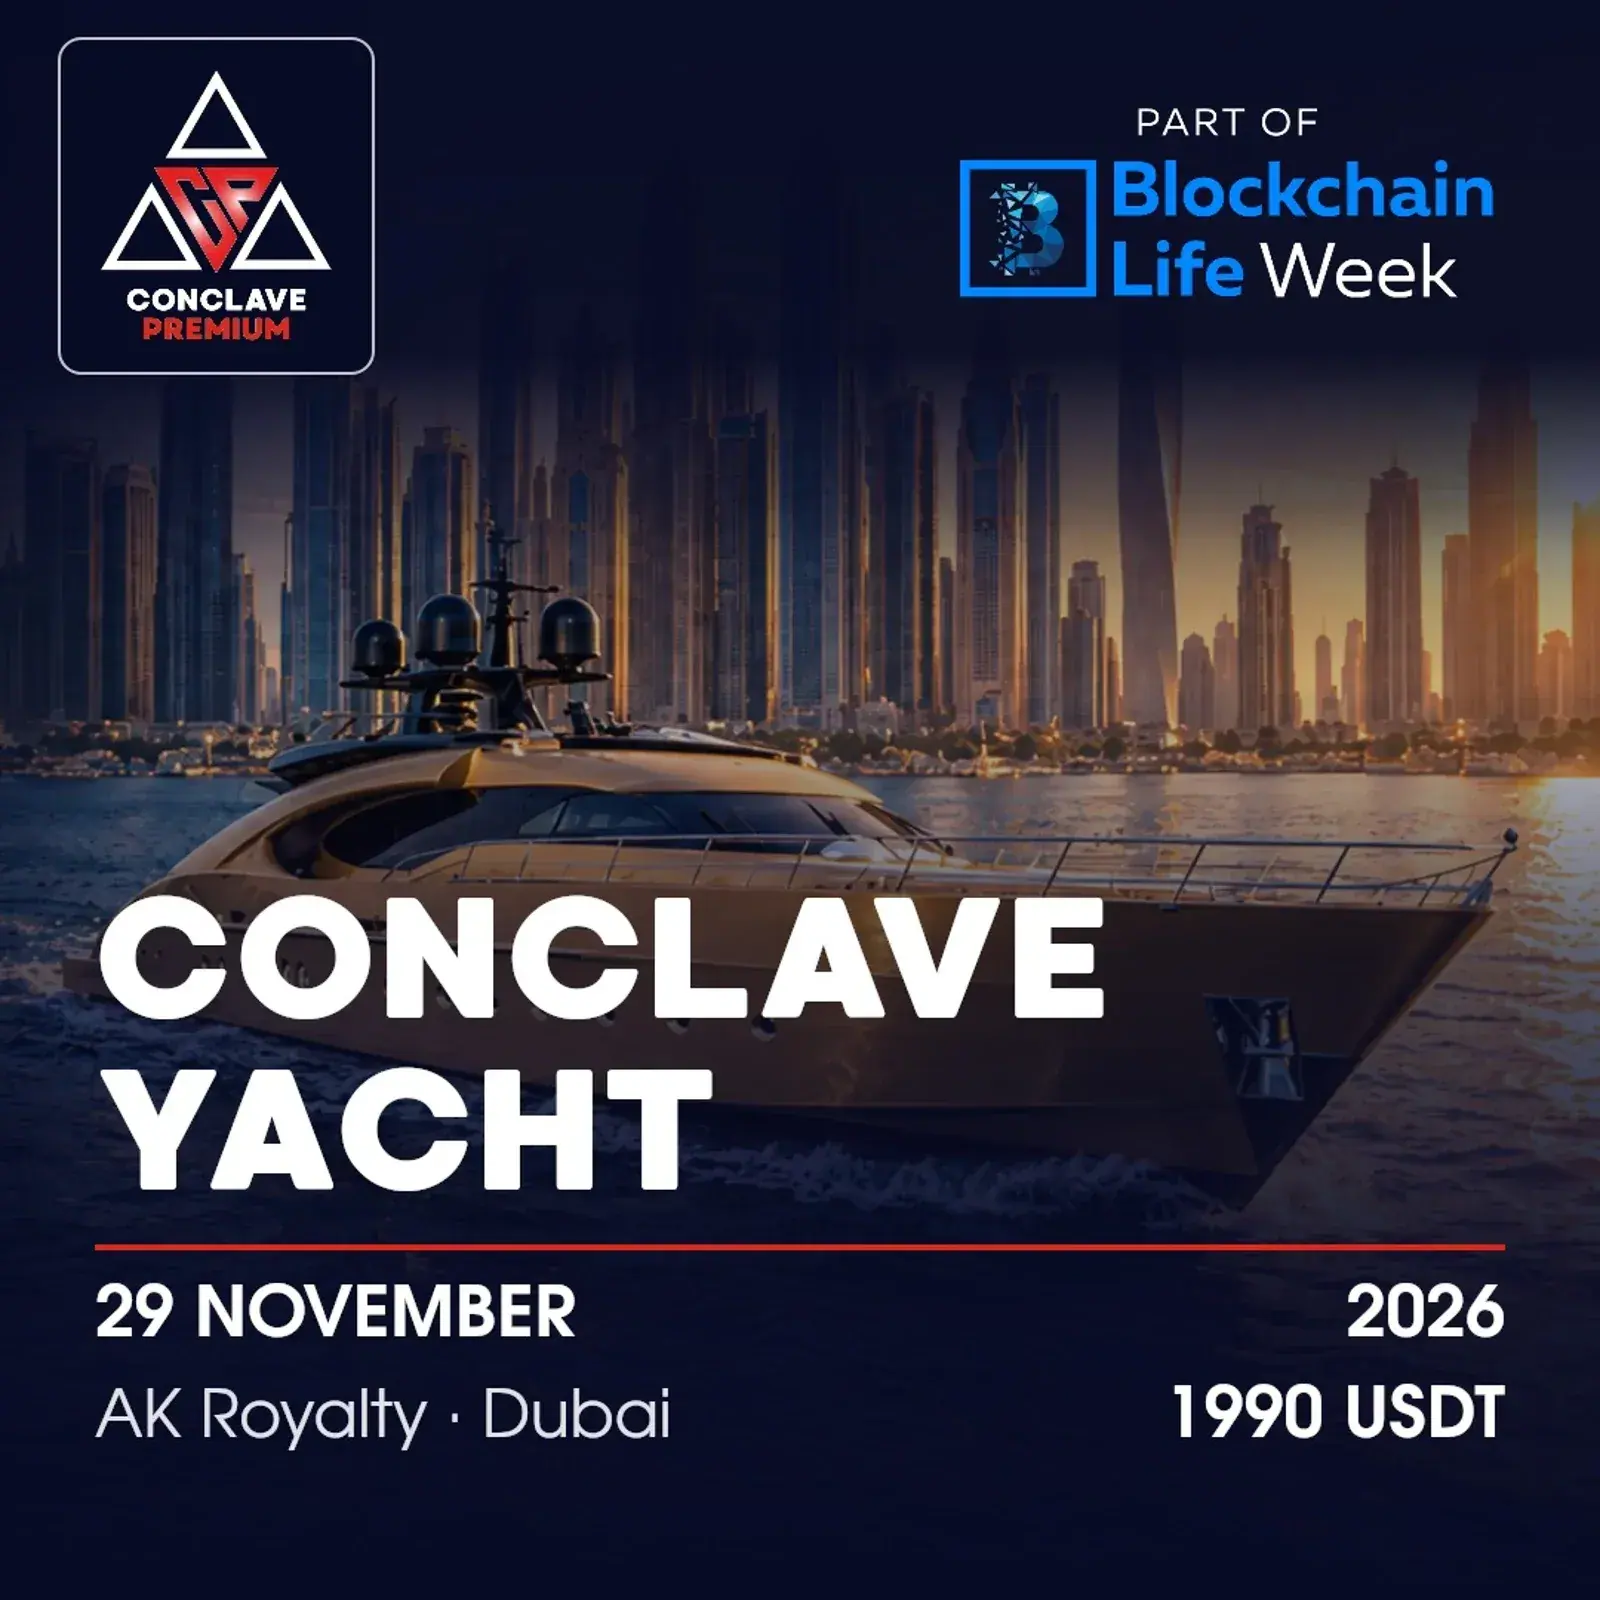 CONCLAVE
PREMIUM
PART OF
Blockchain
Life Week
CONCLAVE
YACHT
29 NOVEMBER
2026
AK Royalty · Dubai
1990 USDT